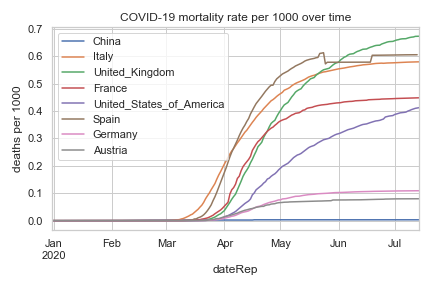 COVID-19 mortality rate per 1000 over time
deaths per 1000
0.7
0.6
0.5
0.4
0.3
0.2
0.1
0.0
China
Italy
United_Kingdom
France
United_States_of_America
Spain
Germany
Austria
Jan Feb Mar Apr May Jun Jul
2020
dateRep